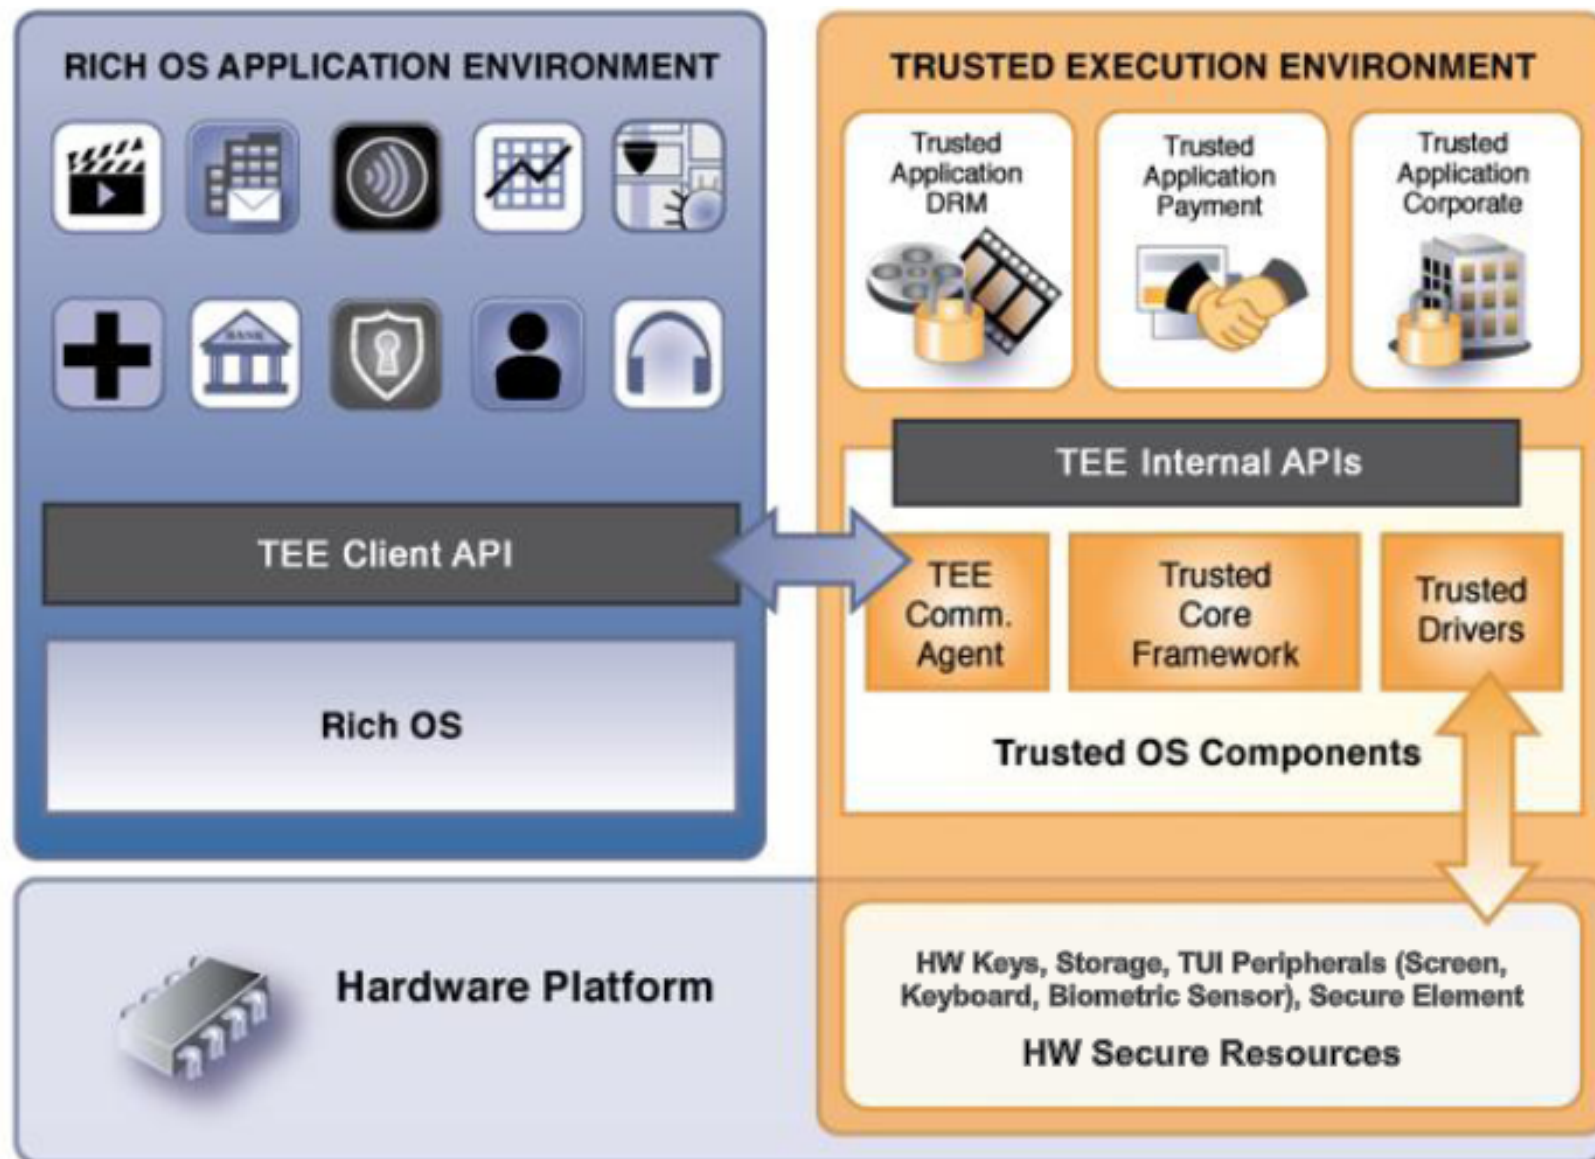 RICH OS APPLICATION ENVIRONMENT
BANK
TEE Client API
Rich OS
TRUSTED EXECUTION ENVIRONMENT
Trusted
Application
DRM
Trusted
Application
Payment
Trusted
Application
Corporate
TEE Internal APIs
TEE
Comm.
Agent
Trusted
Core
Framework
Trusted
Drivers
Trusted OS Components
Hardware Platform
HW Keys, Storage, TUI Peripherals (Screen,
Keyboard, Biometric Sensor), Secure Element
HW Secure Resources